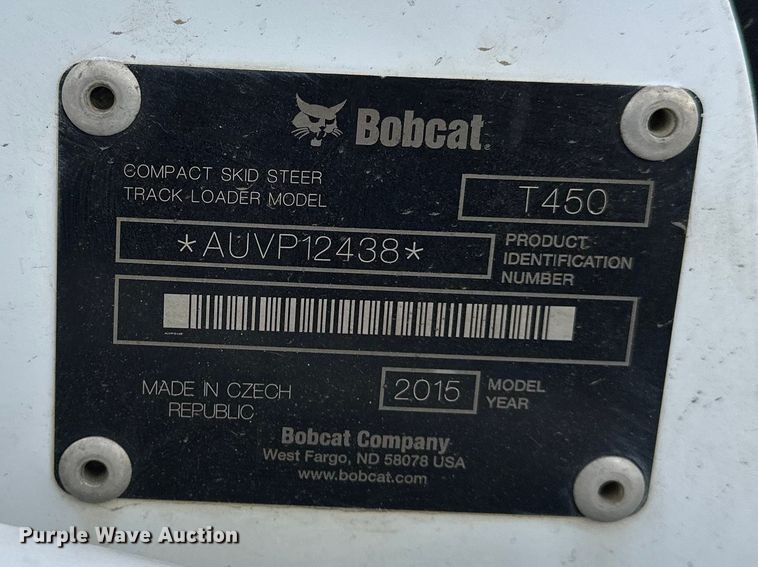 Bobcat.
COMPACT SKID STEER
TRACK LOADER MODEL
T450
*AUVP12438*
PRODUCT
IDENTIFICATION
NUMBER
MADE IN CZECH
REPUBLIC
2015
MODEL
YEAR
Bobcat Company
West Fargo, ND 58078 USA
www.bobcat.com
Purple Wave Auction